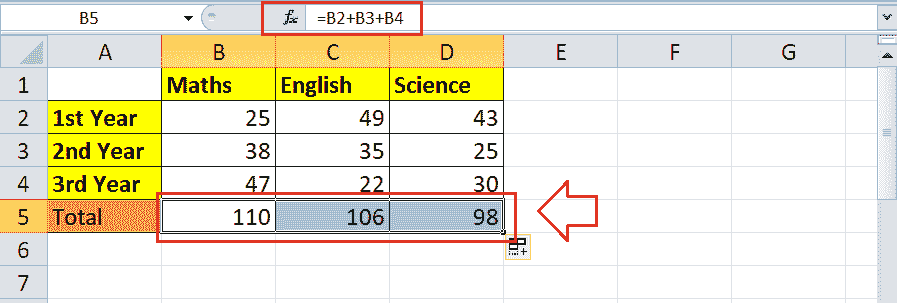 B5 fx =B2+B3+B4
A B C D E F G
1 Maths English Science
2 1st Year 25 49 43
3 2nd Year 38 35 25
4 3rd Year 47 22 30
5 Total 110 106 98
6
7